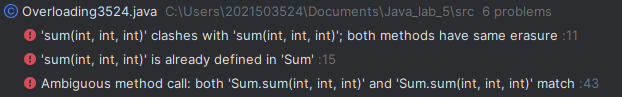 Overloading3524.java C:\Users\2021503524\Documents\Java_lab_5\src 6 problems
'sum(int, int, int)' clashes with 'sum(int, int, int)'; both methods have same erasure :11
'sum(int, int, int)' is already defined in 'Sum' :15
Ambiguous method call: both 'Sum.sum(int, int, int)' and 'Sum.sum(int, int, int)' match :43